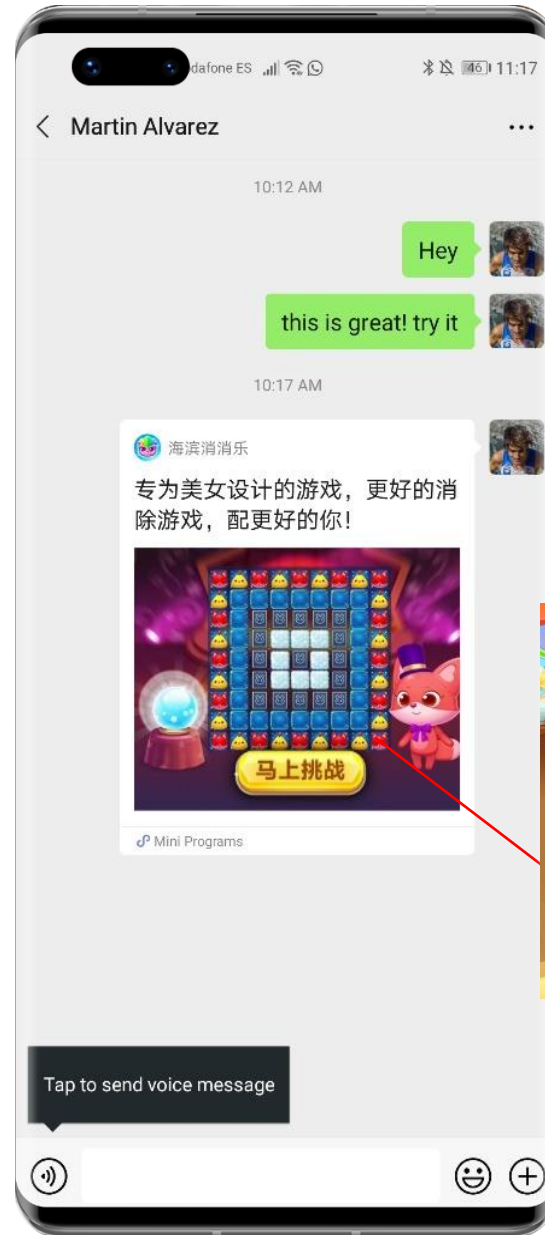 dafone ES
46 11:17
Martin Alvarez
10:12 AM
Hey
this is great! try it
10:17 AM
海滨消消乐
专为美女设计的游戏，更好的消
除游戏，配更好的你！
马上挑战
Mini Programs
Tap to send voice message